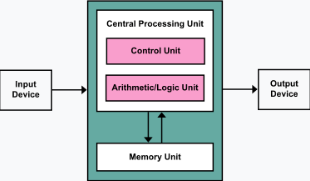 Central Processing Unit
Control Unit
Arithmetic/Logic Unit
Input
Device
Output
Device
Memory Unit